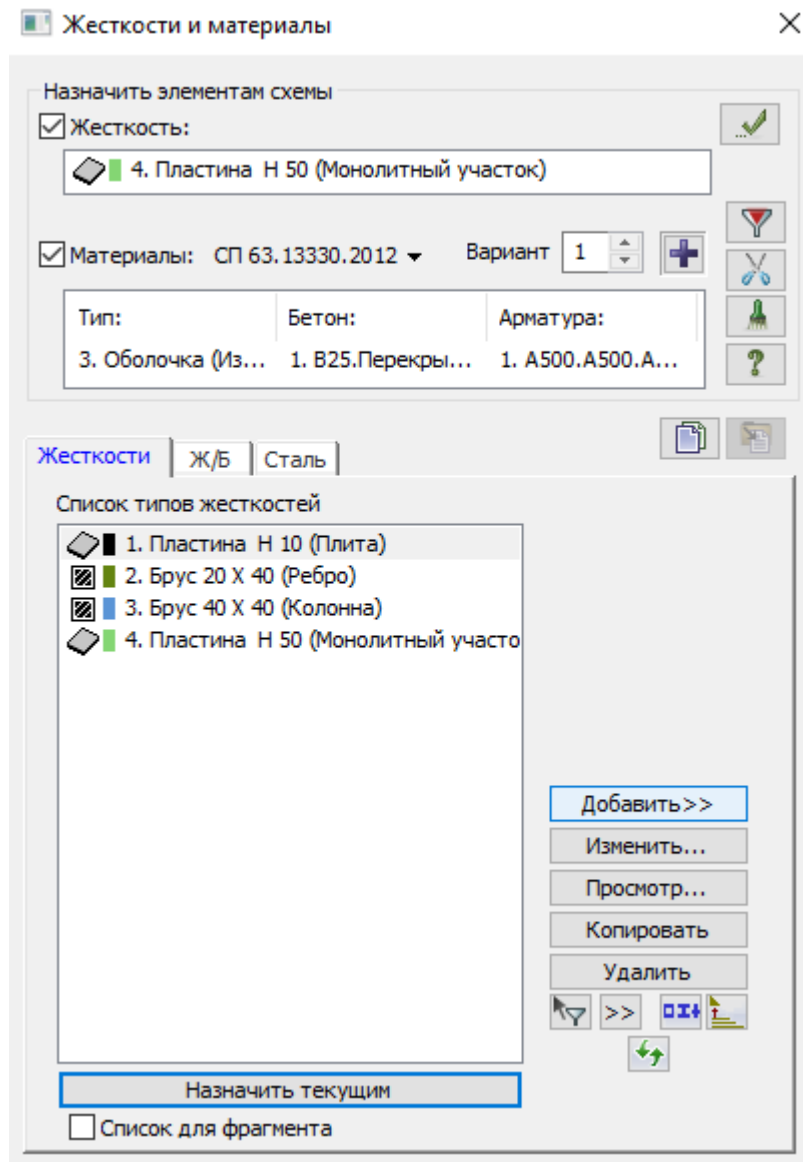 Жесткости и материалы
Назначить элементам схемы
Жесткость:
4. Пластина H 50 (Монолитный участок)
Материалы: СП 63.13330.2012 Вариант 1
Тип: Бетон: Арматура:
3. Оболочка (Из... 1. B25.Перекры... 1. A500.A500.A...
Жесткости Ж/Б Сталь
Список типов жесткостей
1. Пластина H 10 (Плита)
2. Брус 20 X 40 (Ребро)
3. Брус 40 X 40 (Колонна)
4. Пластина H 50 (Монолитный участо
Добавить>>
Изменить...
Просмотр...
Копировать
Удалить
>>
Назначить текущим
Список для фрагмента